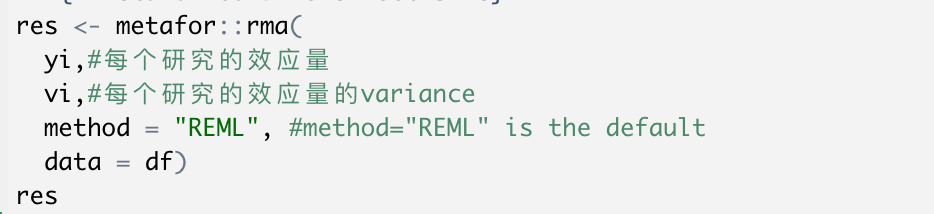 res <- metafor::rma(
yi,#每个研究的效应量
vi,#每个研究的效应量的variance
method = "REML", #method="REML" is the default
data = df)
res